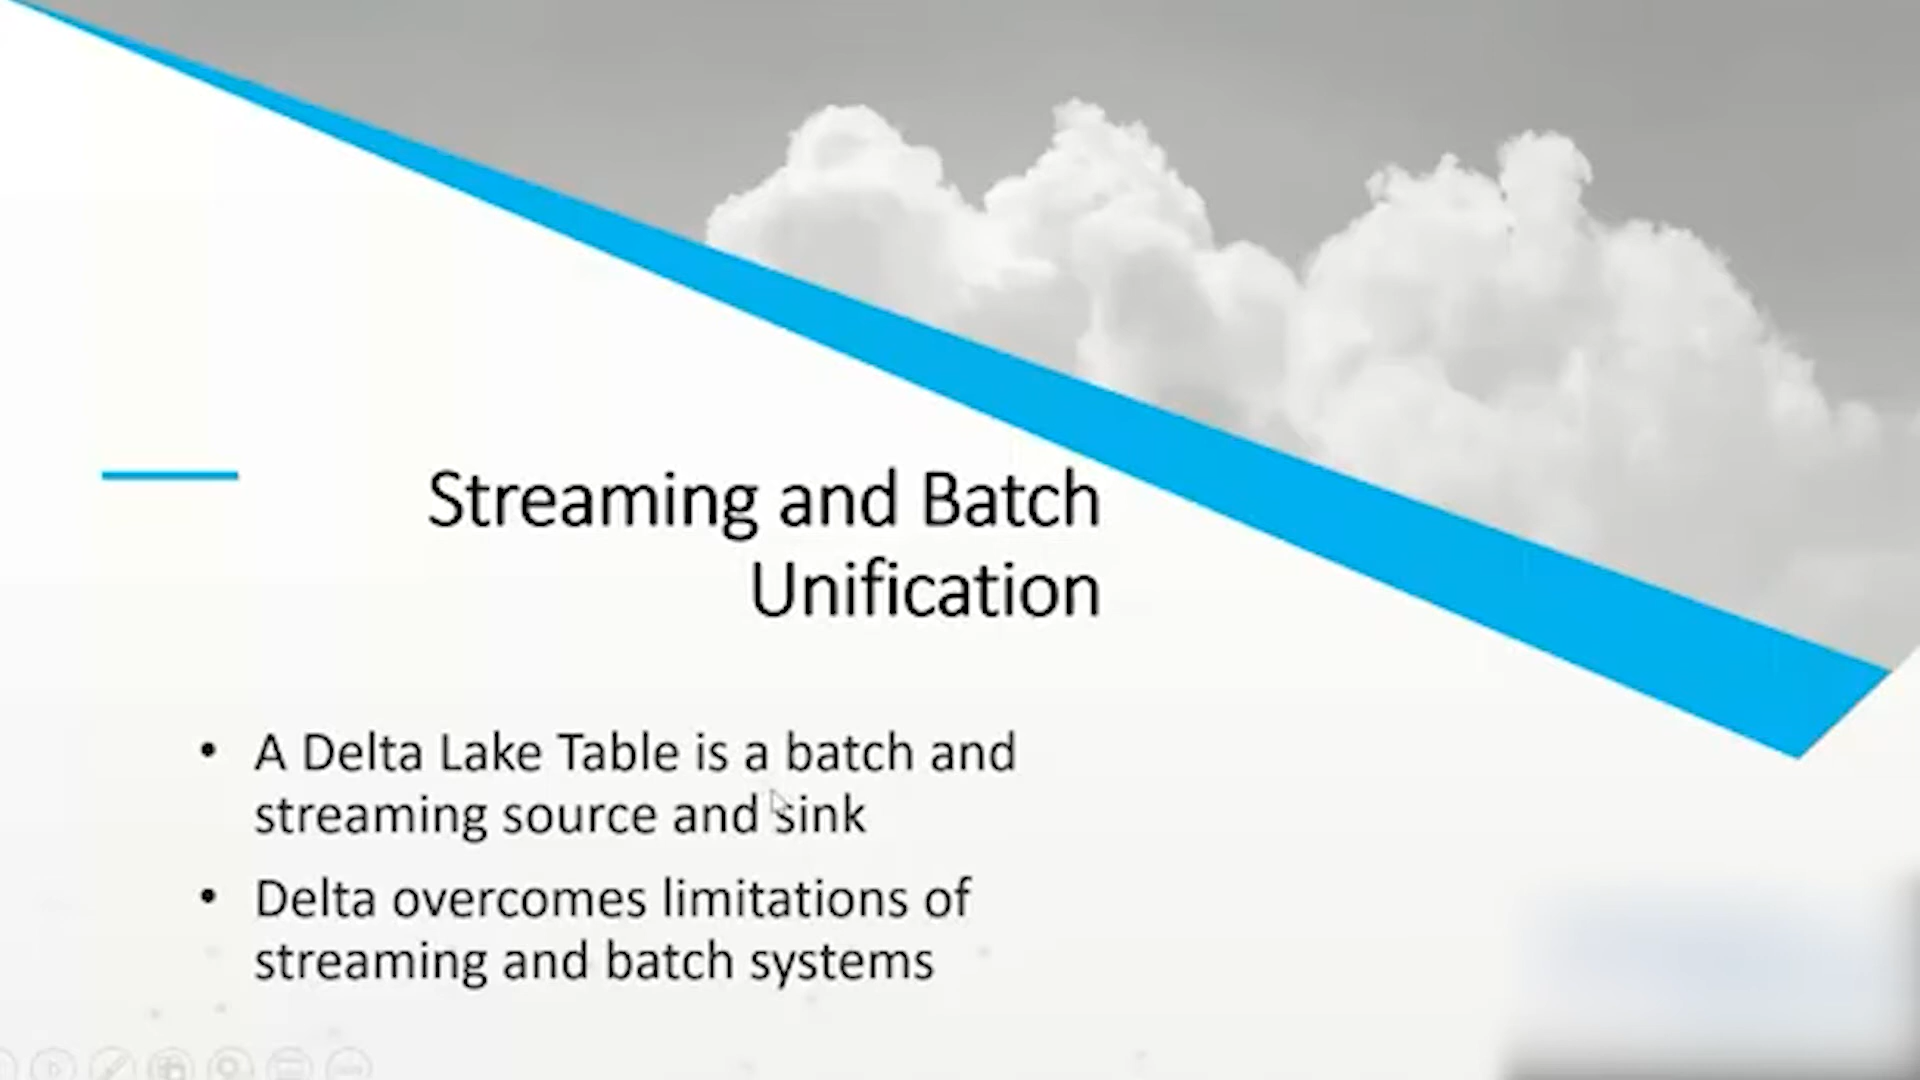 Streaming and Batch
Unification
• A Delta Lake Table is a batch and
streaming source and sink
• Delta overcomes limitations of
streaming and batch systems